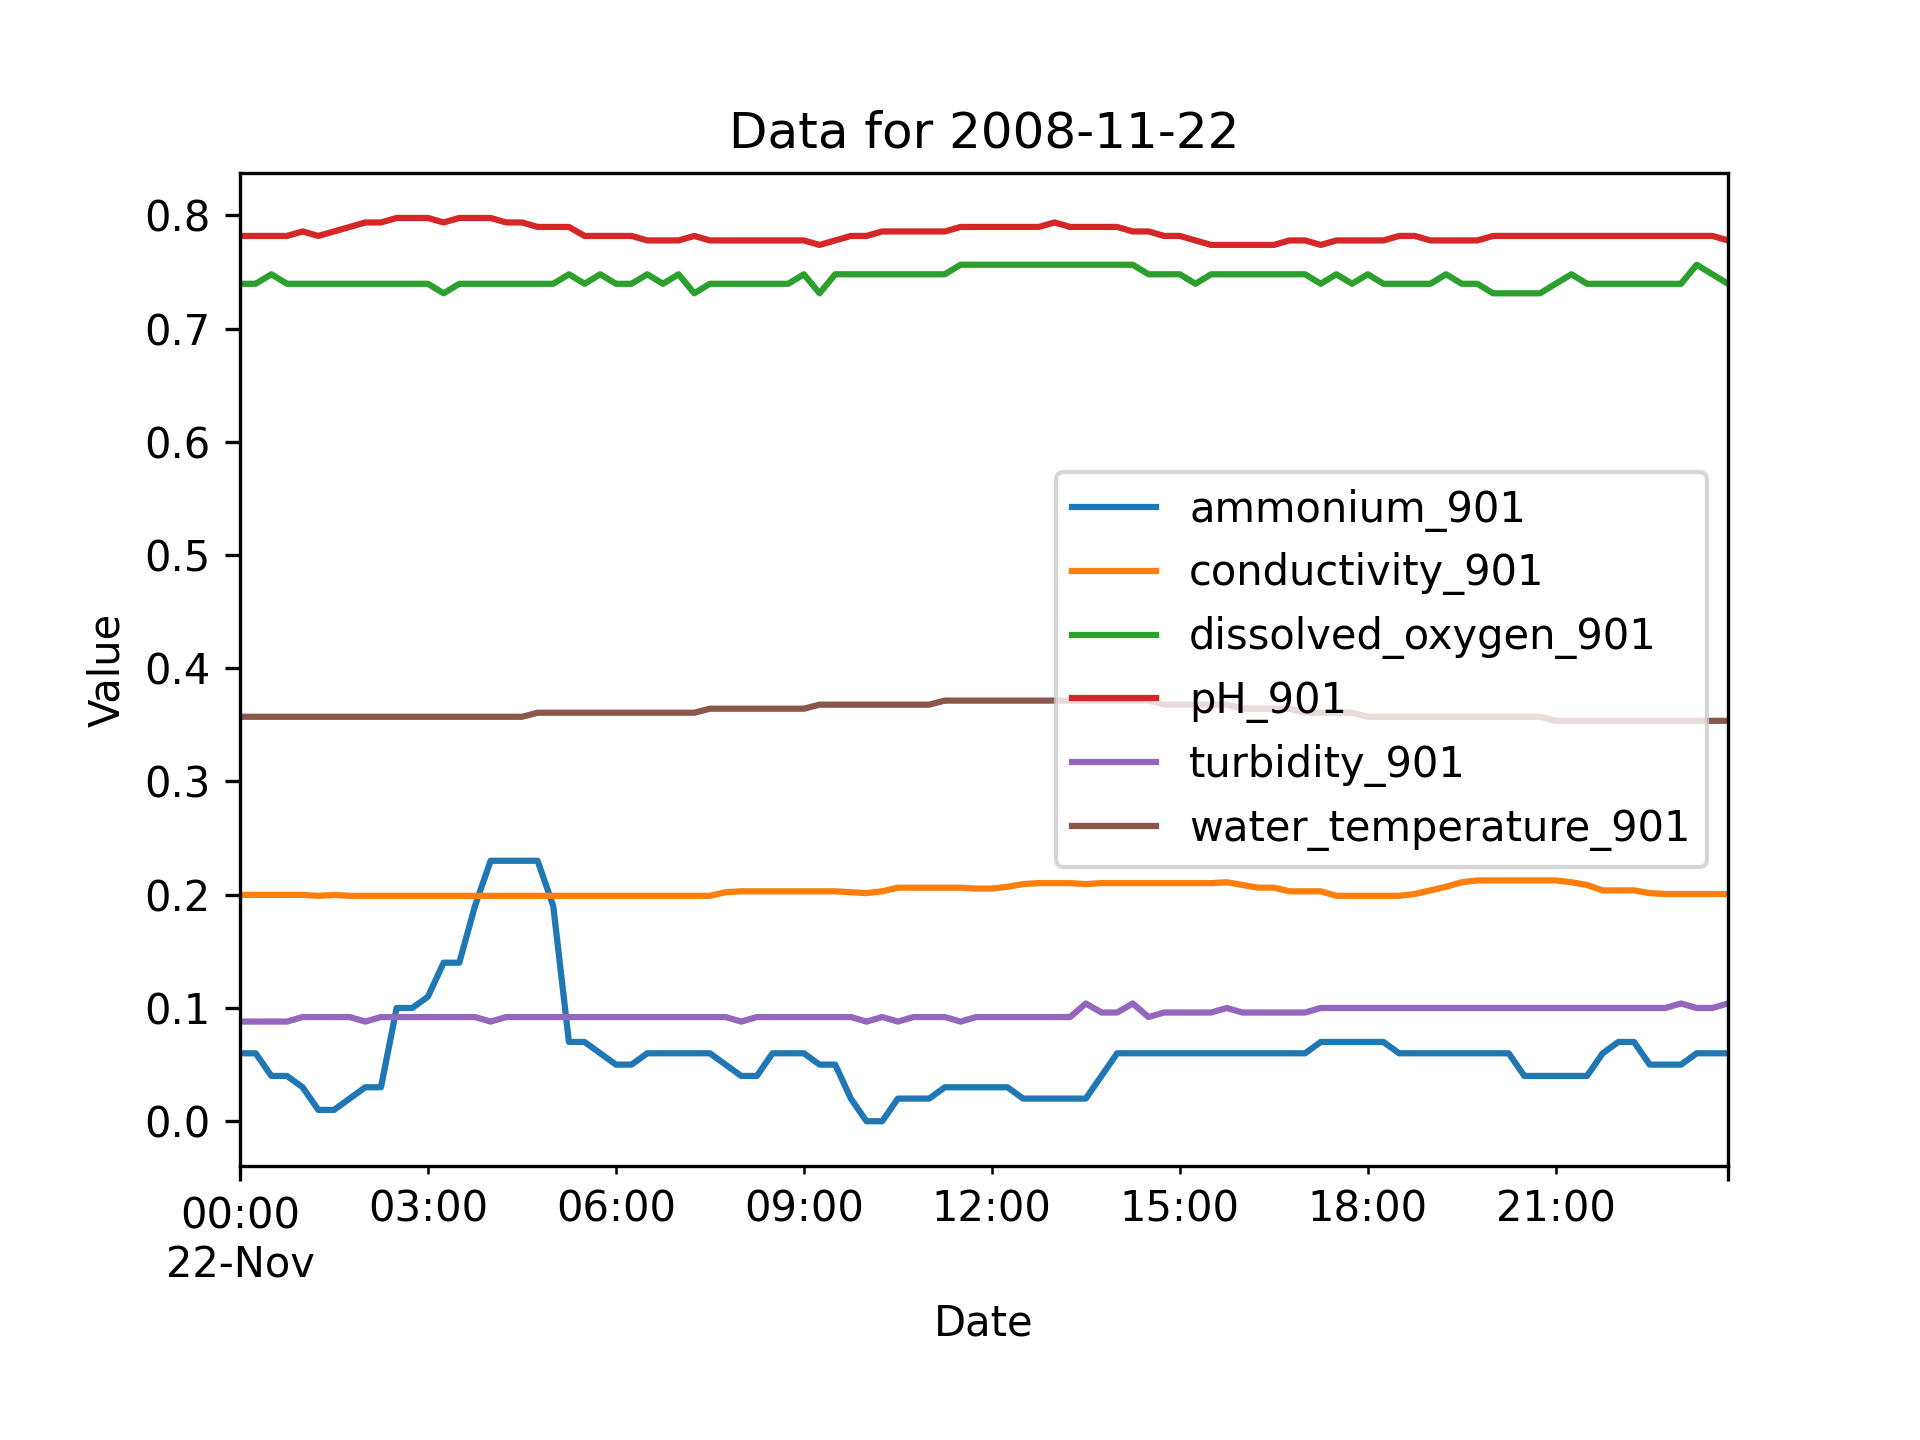 Data for 2008-11-22
0.8
0.7
0.6
0.5
0.4
0.3
0.2
0.1
0.0
Value
ammonium_901
conductivity_901
dissolved_oxygen_901
pH_901
turbidity_901
water_temperature_901
00:00 03:00 06:00 09:00 12:00 15:00 18:00 21:00
22-Nov
Date